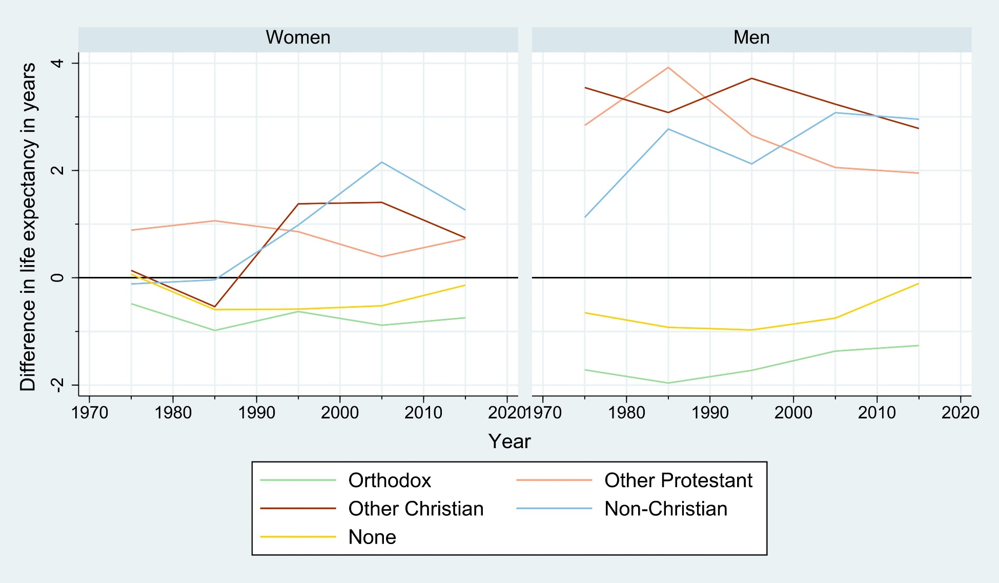 Women
Men
Difference in life expectancy in years
4
2
0
-2
1970 1980 1990 2000 2010 2020
1970 1980 1990 2000 2010 2020
Year
Orthodox
Other Protestant
Other Christian
Non-Christian
None